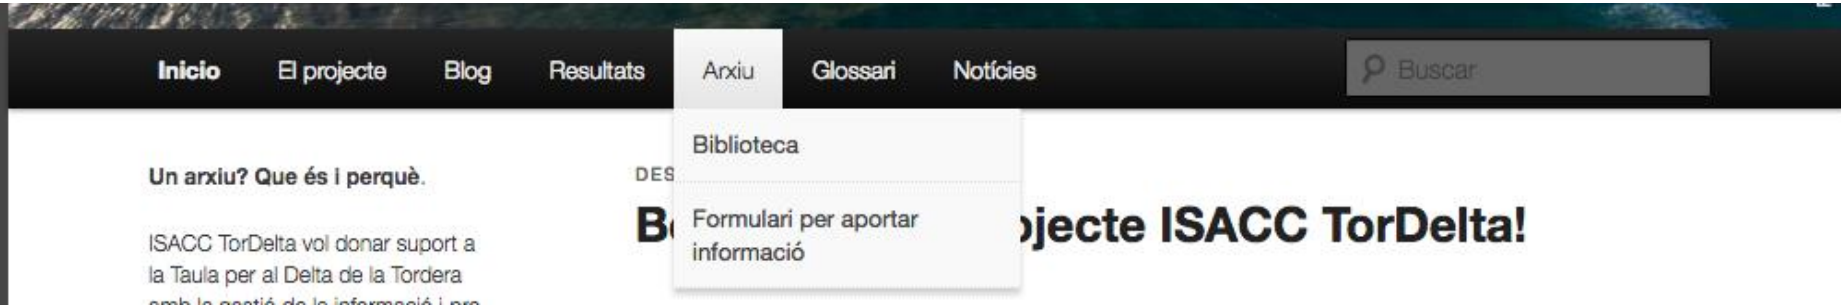 Inicio El projecte Blog Resultats Arxiu Glossari Notícies Buscar
Biblioteca
Formulari per aportar
informació
Un arxiu? Que és i perquè.
ISACC TorDelta vol donar suport a
la Taula per al Delta de la Tordera
DES
B
jecte ISACC TorDelta!